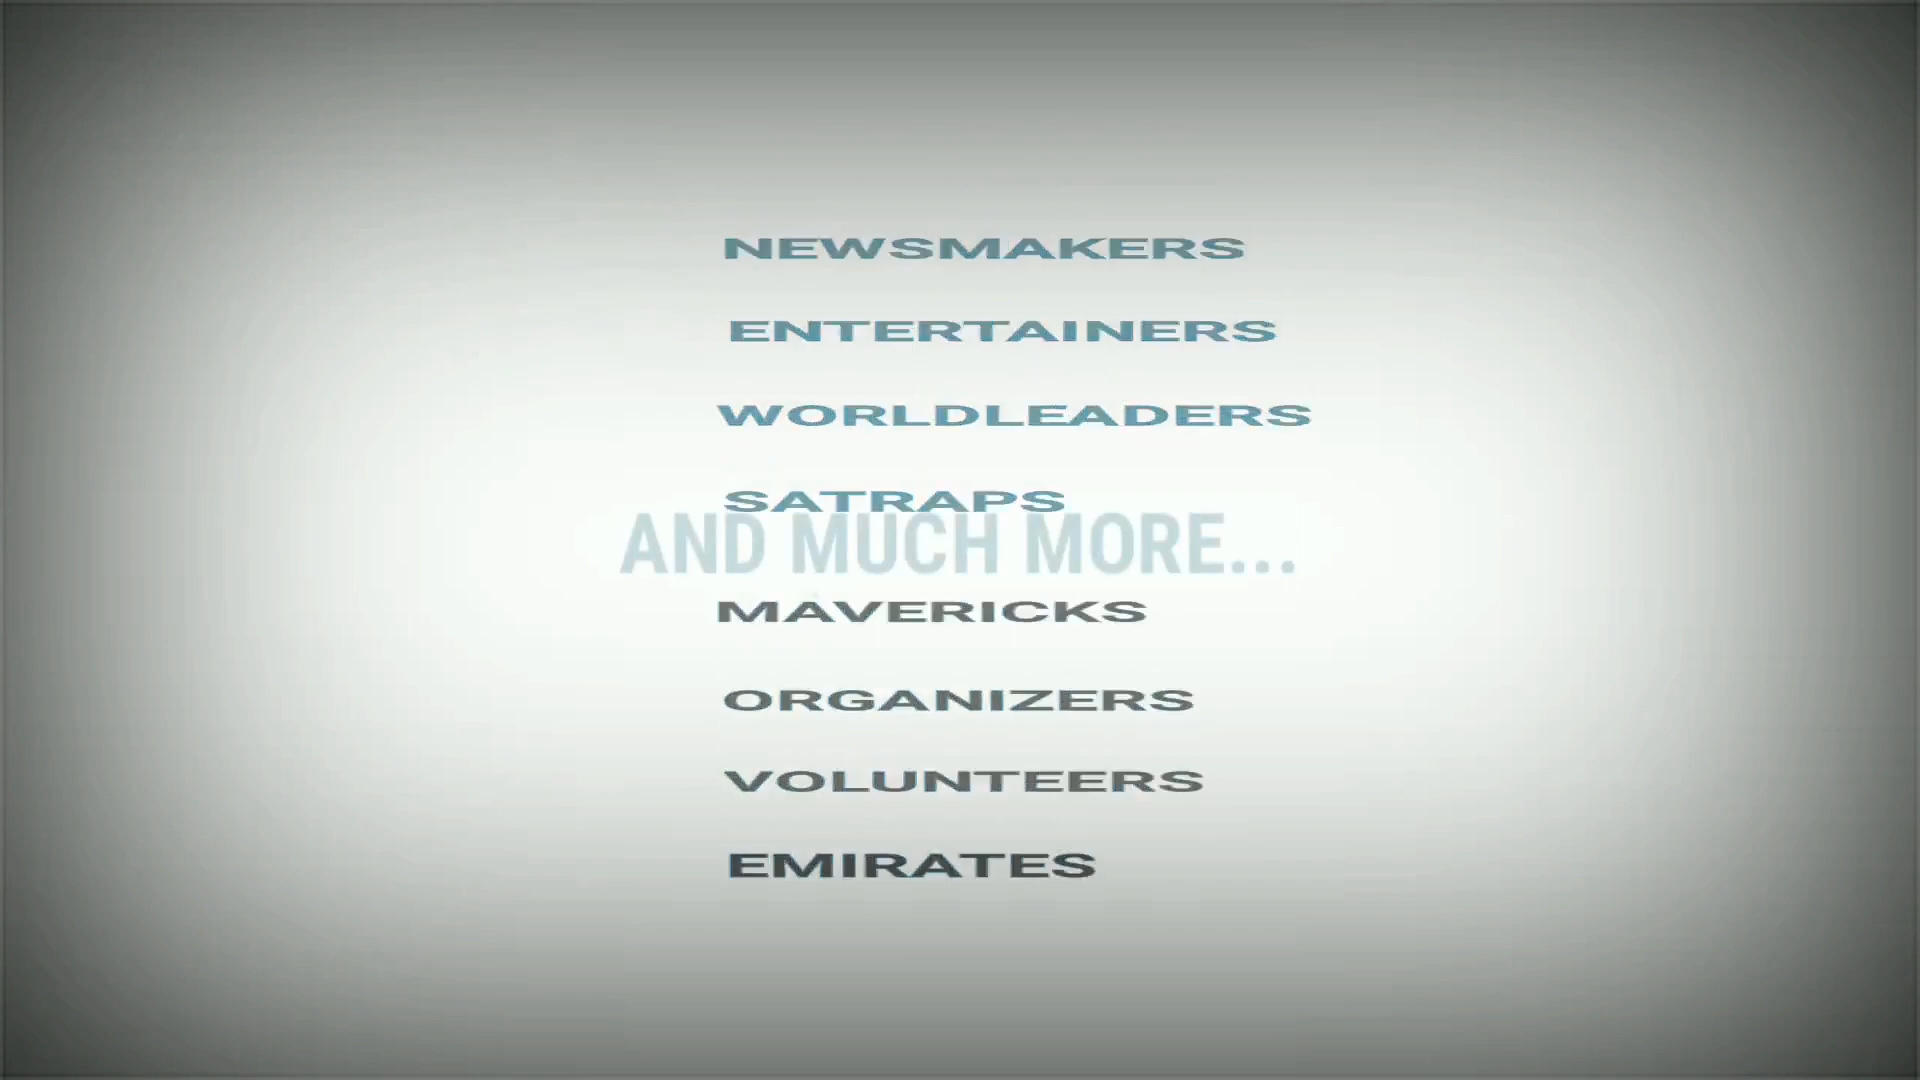 NEWSMAKERS
ENTERTAINERS
WORLDLEADERS
SATRAPS
AND MUCH MORE...
MAVERICKS
ORGANIZERS
VOLUNTEERS
EMIRATES